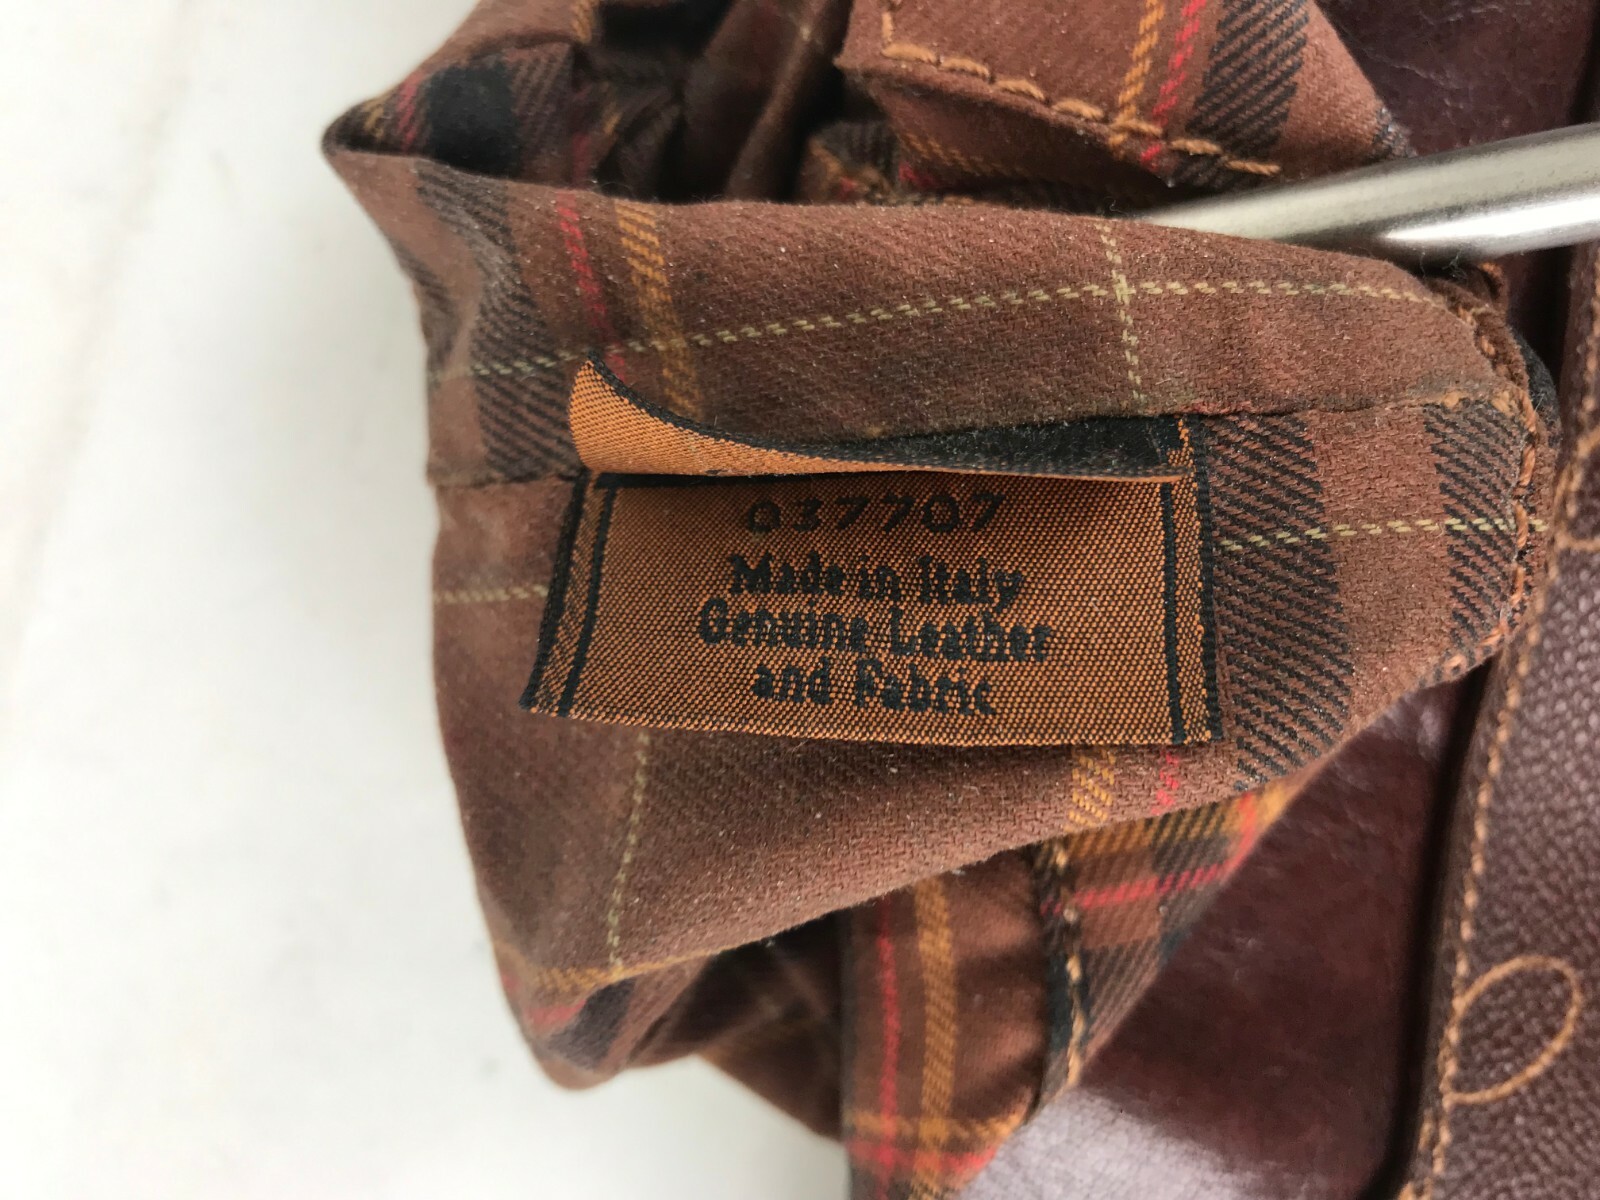 037707
Made in Italy
Genuine Leather
and Fabric